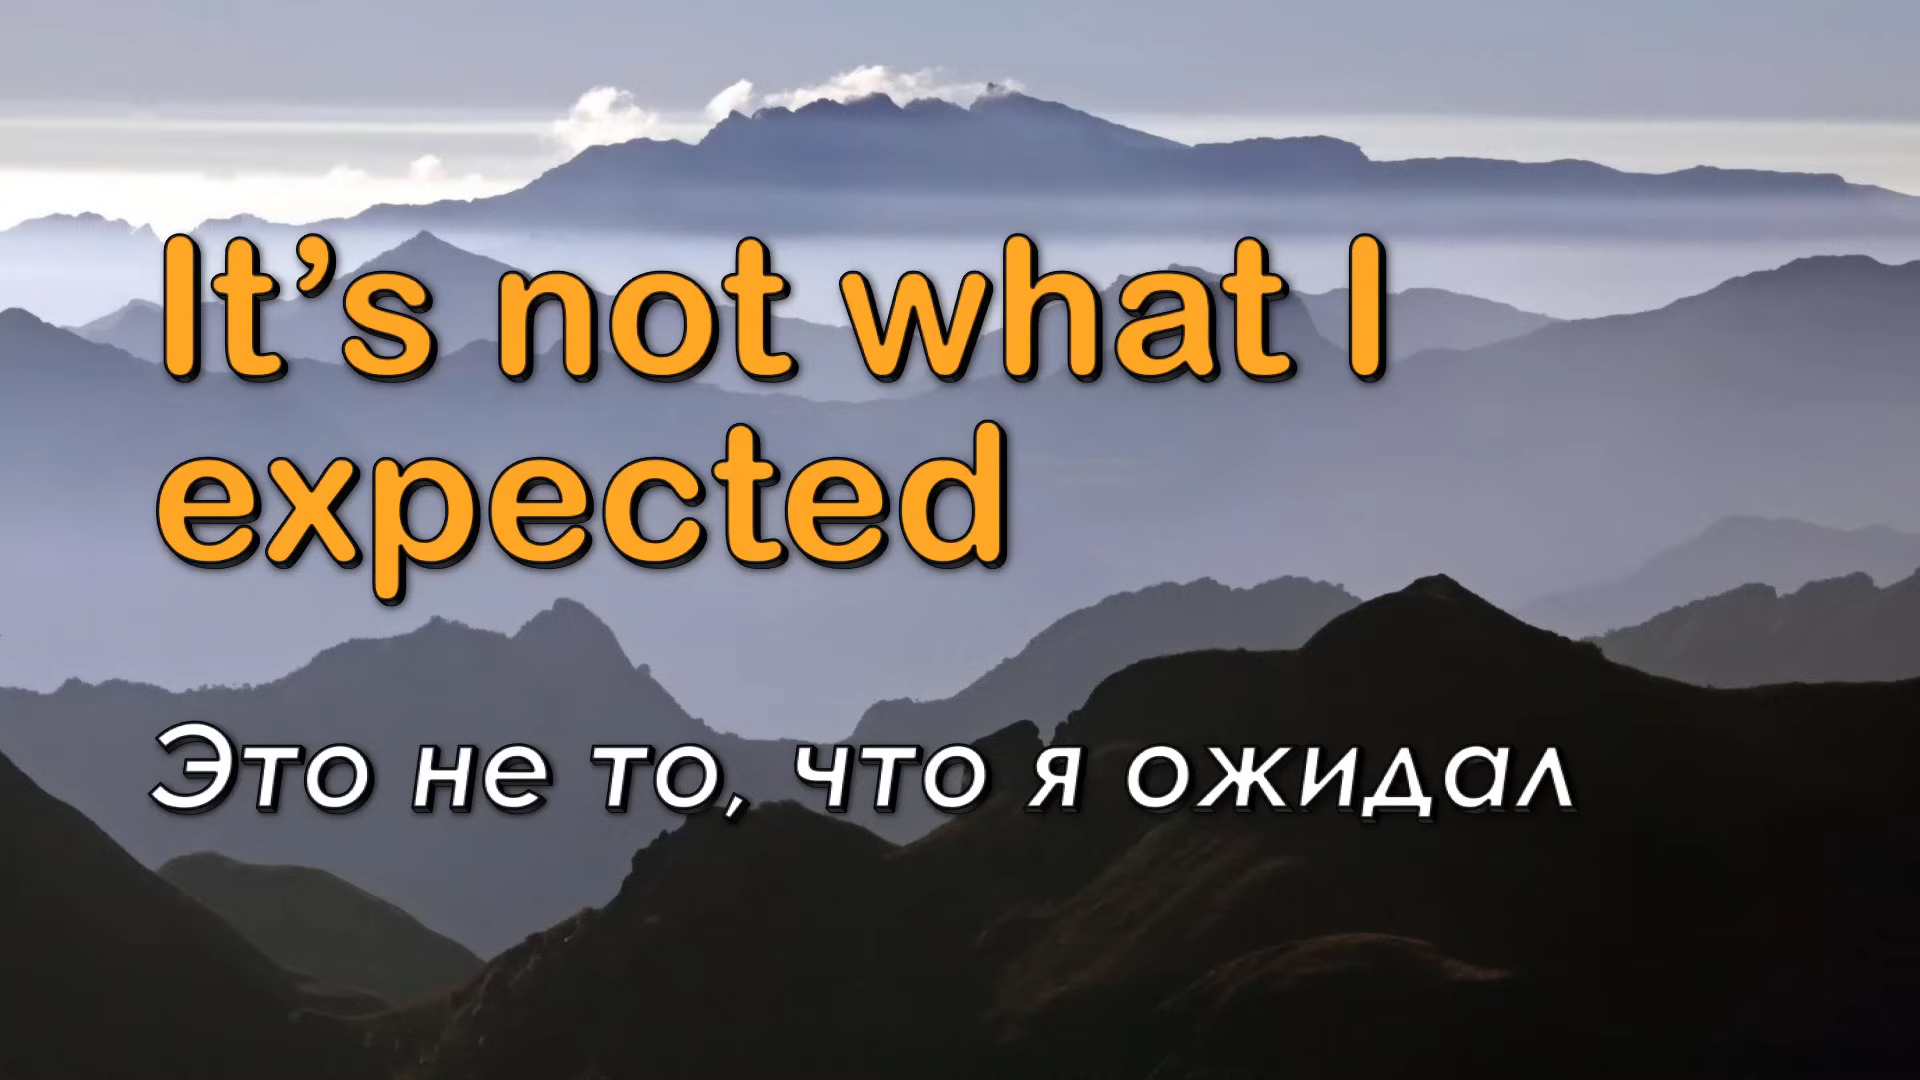 It’s not what I
expected
Это не то, что я ожидал